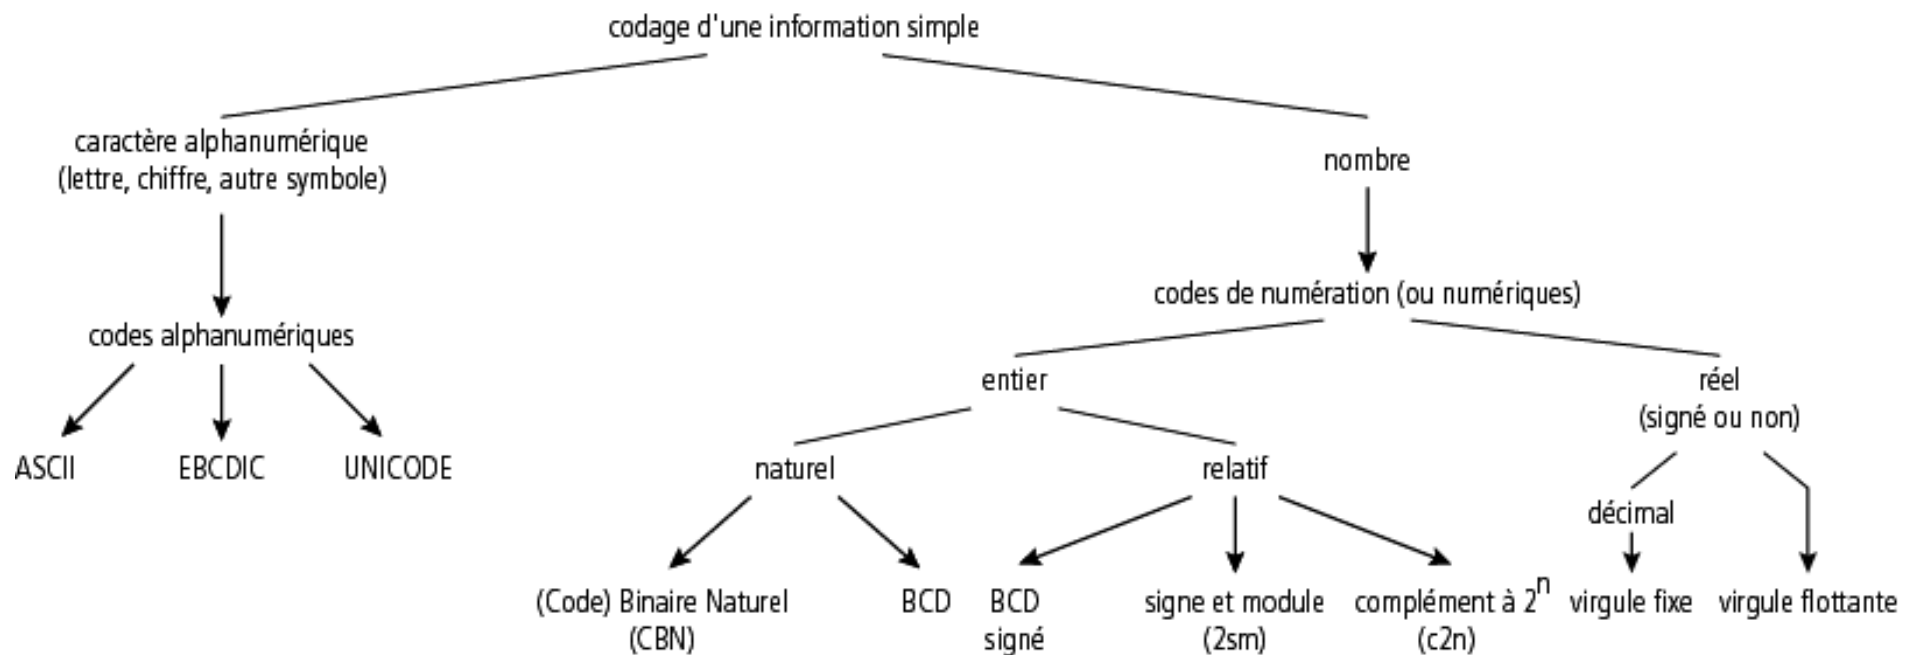 codage d'une information simple
caractère alphanumérique
(lettre, chiffre, autre symbole)
nombre
codes de numération (ou numériques)
codes alphanumériques
entier
réel
(signé ou non)
ASCII
EBCDIC
UNICODE
naturel
relatif
décimal
(Code) Binaire Naturel
(CBN)
BCD
BCD
signé
signe et module
(2sm)
complément à 2^n
(c2n)
virgule fixe
virgule flottante